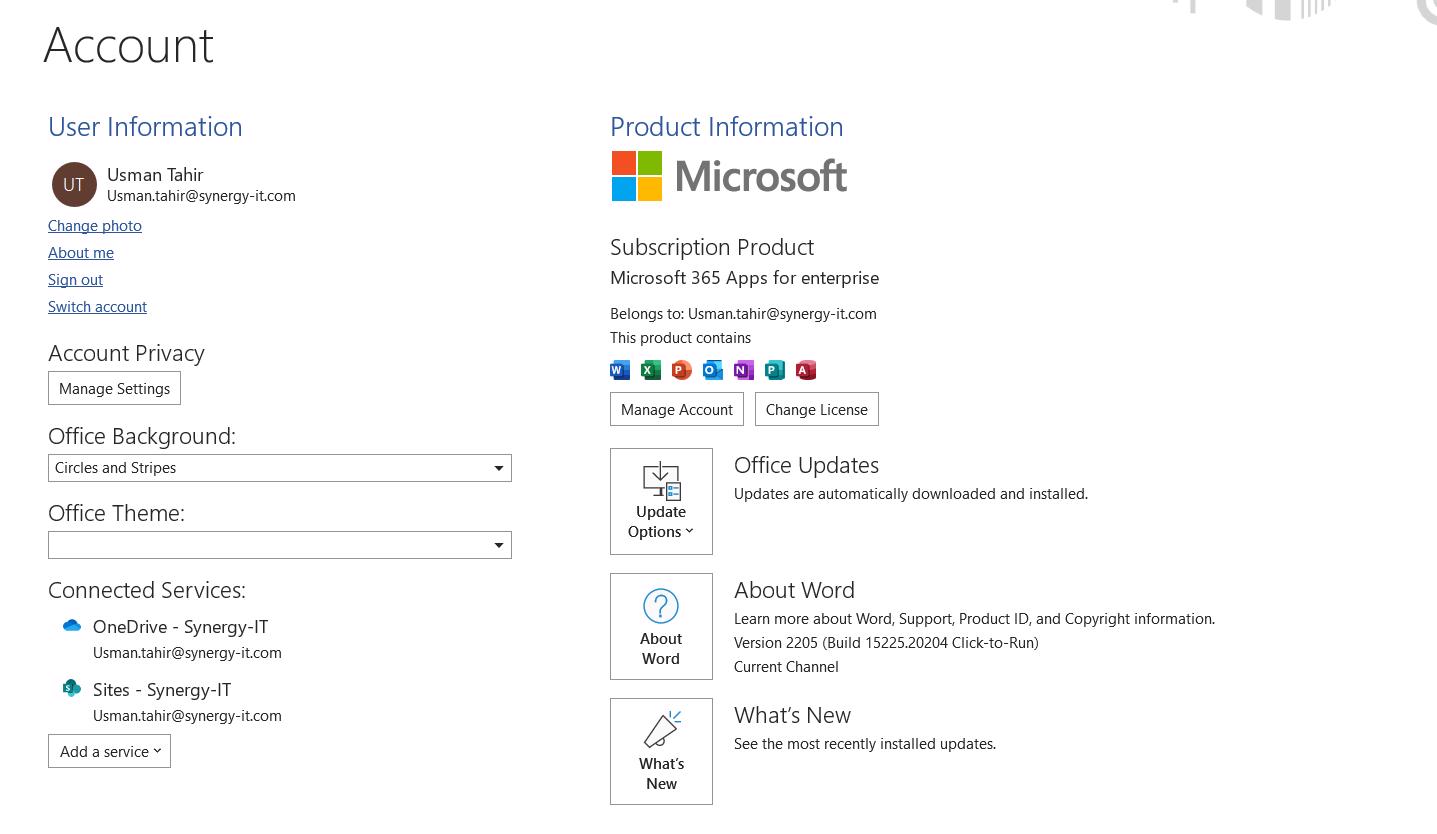 Account
User Information
UT
Usman Tahir
Usman.tahir@synergy-it.com
Change photo
About me
Sign out
Switch account
Account Privacy
Manage Settings
Office Background:
Circles and Stripes
Office Theme:
Connected Services:
OneDrive - Synergy-IT
Usman.tahir@synergy-it.com
S
Sites - Synergy-IT
Usman.tahir@synergy-it.com
Add a service
Product Information
Microsoft
Subscription Product
Microsoft 365 Apps for enterprise
Belongs to: Usman.tahir@synergy-it.com
This product contains
W X P O N P A
Manage Account Change License
Update
Options
Office Updates
Updates are automatically downloaded and installed.
?
About
Word
About Word
Learn more about Word, Support, Product ID, and Copyright information.
Version 2205 (Build 15225.20204 Click-to-Run)
Current Channel
What's
New
What's New
See the most recently installed updates.